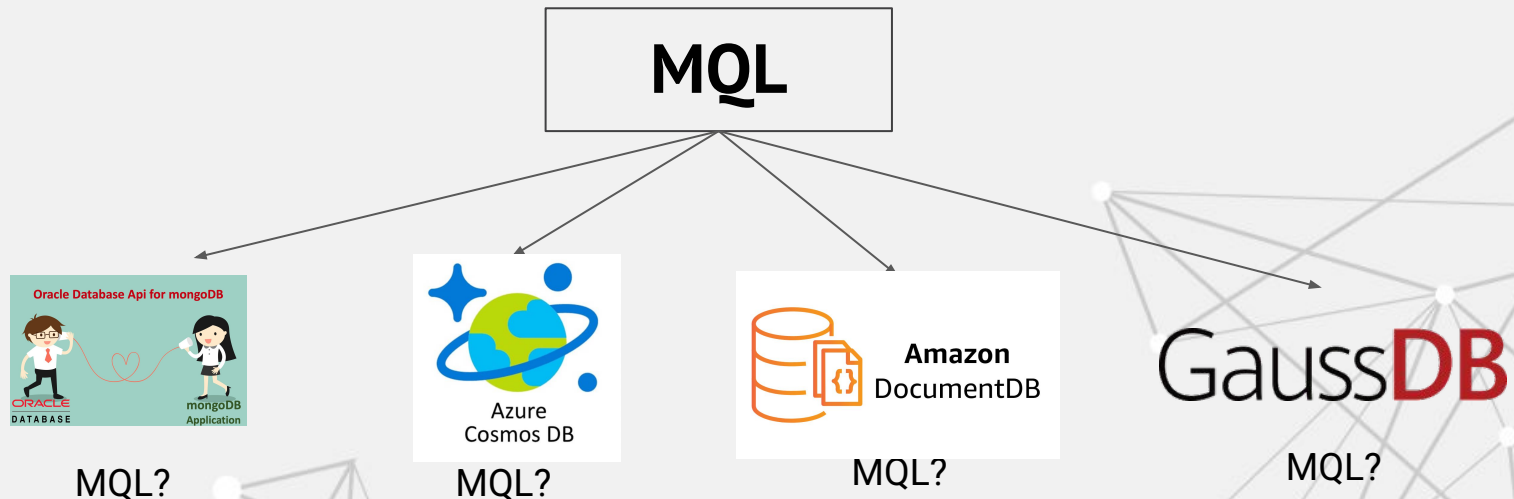 MQL
Oracle Database Api for mongoDB
ORACLE
DATABASE
mongoDB
Application
MQL?
Azure
Cosmos DB
MQL?
{}
Amazon
DocumentDB
MQL?
GaussDB
MQL?